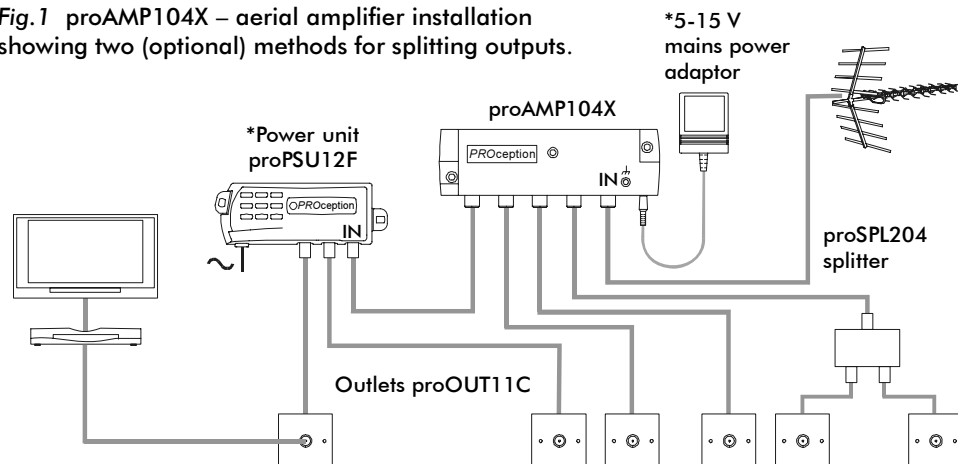 Fig.1 proAMP104X – aerial amplifier installation
showing two (optional) methods for splitting outputs.
*5-15 V
mains power
adaptor
proAMP104X
*Power unit
proPSU12F
PROception
IN
PROception
IN
proSPL204
splitter
Outlets proOUT11C